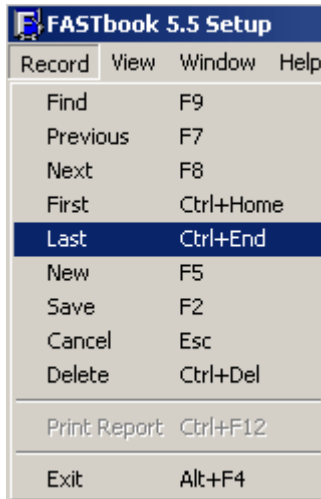 FASTbook 5.5 Setup
Record View Window Help
Find F9
Previous F7
Next F8
First Ctrl+Home
Last Ctrl+End
New F5
Save F2
Cancel Esc
Delete Ctrl+Del
Print Report Ctrl+F12
Exit Alt+F4